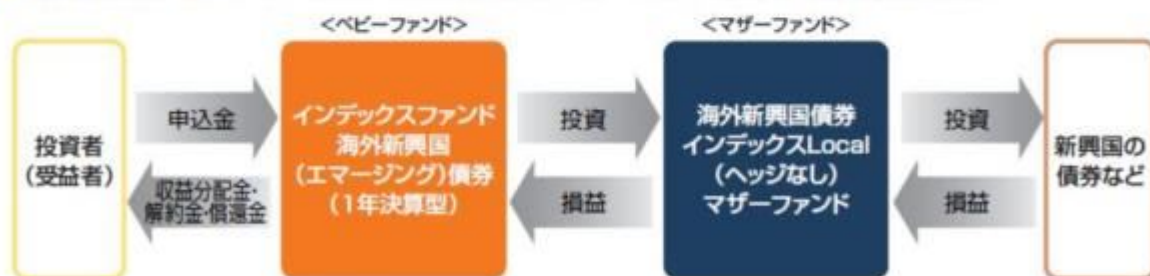 <ベビーファンド>
<マザーファンド>
投資者
(受益者)
申込金
収益分配金・
解約金・償還金
インデックスファンド
海外新興国
(エマージング)債券
(1年決算型)
投資
損益
海外新興国債券
インデックスLocal
(ヘッジなし)
マザーファンド
投資
損益
新興国の
債券など